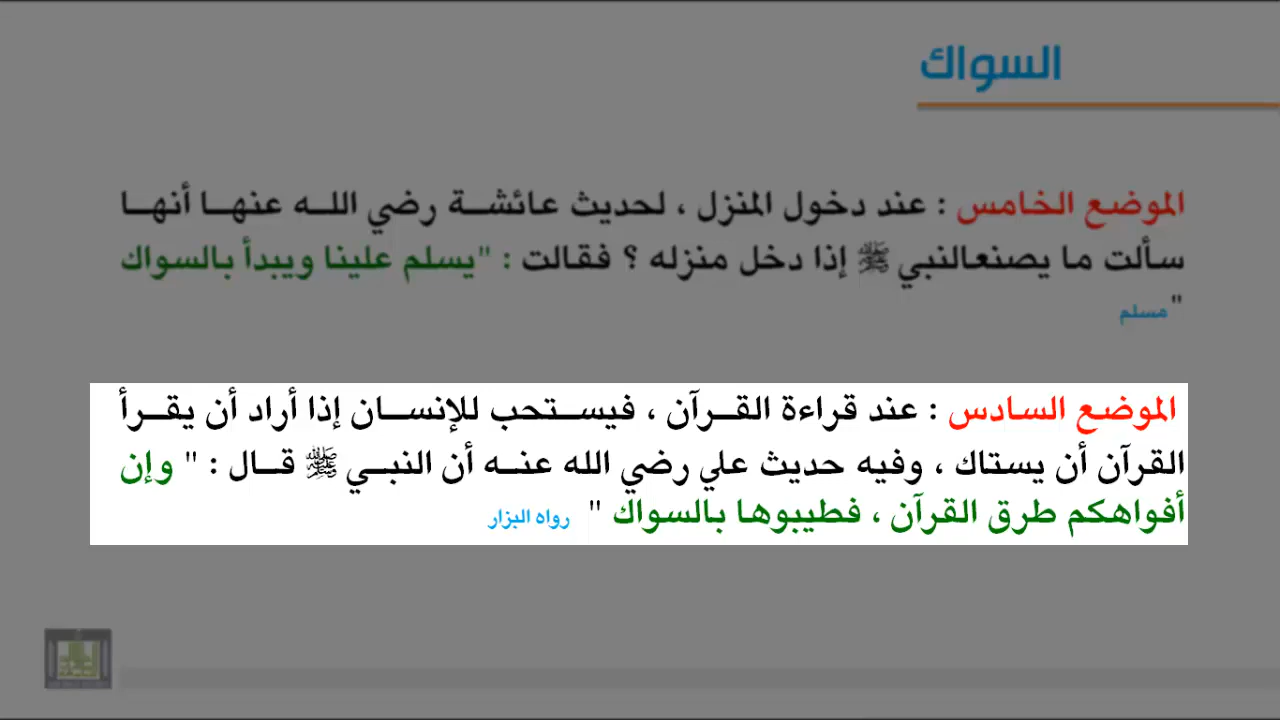 السواك
الموضع الخامس : عند دخول المنزل ، لحديث عائشة رضي الله عنها أنها
سألت ما يصنعالنبي ﷺ إذا دخل منزله ؟ فقالت : "يسلم علينا ويبدأ بالسواك
" مسلم
الموضع السادس : عند قراءة القرآن ، فيستحب للإنسان إذا أراد أن يقرأ
القرآن أن يستاك ، وفيه حديث علي رضي الله عنه أن النبي ﷺ قال : " وإن
أفواهكم طرق القرآن ، فطيبوها بالسواك " رواه البزار